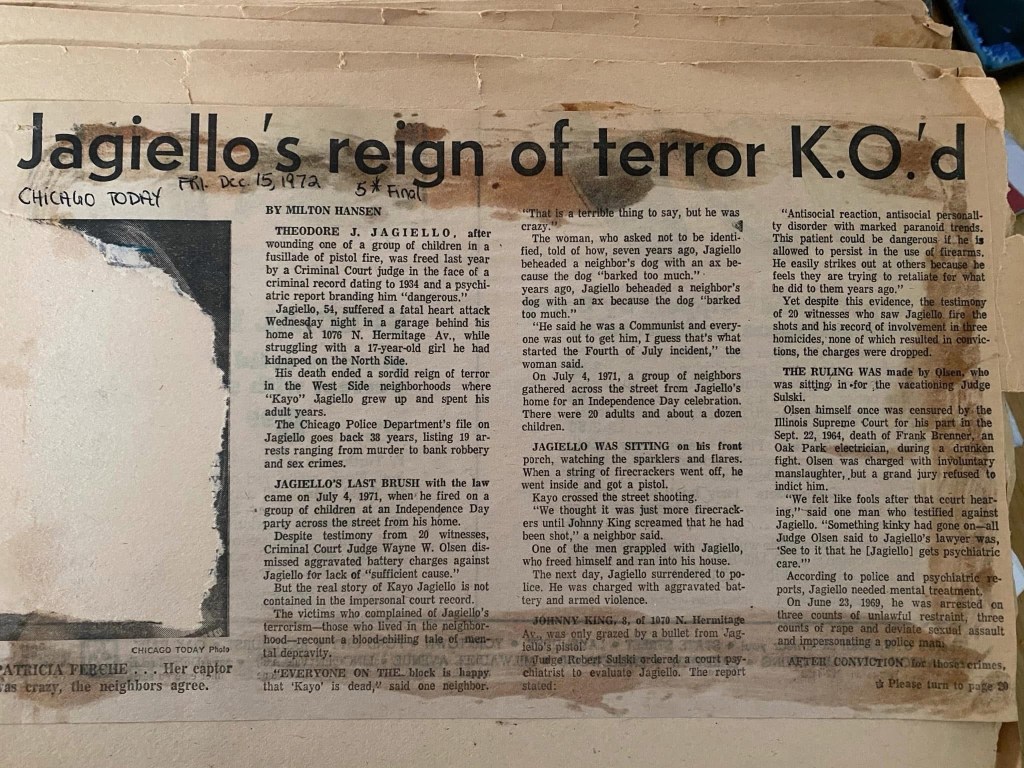 Jagiello's reign of terror K.O.'d
CHICAGO TODAY Fri. Dec. 15, 1972 5* Final
BY MILTON HANSEN
THEODORE J. JAGIELLO, after
wounding one of a group of children in a
fusillade of pistol fire, was freed last year
by a Criminal Court judge in the face of a
criminal record dating to 1934 and a psychi-
atric report branding him "dangerous."
Jagiello, 54, suffered a fatal heart attack
Wednesday night in a garage behind his
home at 1076 N. Hermitage Av., while
struggling with a 17-year-old girl he had
kidnaped on the North Side.
His death ended a sordid reign of terror
in the West Side neighborhoods where
"Kayo" Jagiello grew up and spent his
adult years.
The Chicago Police Department's file on
Jagiello goes back 38 years, listing 19 ar-
rests ranging from murder to bank robbery
and sex crimes.
JAGIELLO'S LAST BRUSH with the law
came on July 4, 1971, when he fired on a
group of children at an Independence Day
party across the street from his home.
Despite testimony from 20 witnesses,
Criminal Court Judge Wayne W. Olsen dis-
missed aggravated battery charges against
Jagiello for lack of "sufficient cause."
But the real story of Kayo Jagiello is not
contained in the impersonal court record.
The victims who complained of Jagiello's
terrorism—those who lived in the neighbor-
hood—recount a blood-chilling tale of men-
tal depravity.
"EVERYONE ON THE block is happy
that 'Kayo' is dead," said one neighbor.
"That is a terrible thing to say, but he was
crazy."
The woman, who asked not to be identi-
fied, told of how, seven years ago, Jagiello
beheaded a neighbor's dog with an ax be-
cause the dog "barked too much."
years ago, Jagiello beheaded a neighbor's
dog with an ax because the dog "barked
too much."
"He said he was a Communist and every-
one was out to get him, I guess that's what
started the Fourth of July incident," the
woman said.
On July 4, 1971, a group of neighbors
gathered across the street from Jagiello's
home for an Independence Day celebration.
There were 20 adults and about a dozen
children.
JAGIELLO WAS SITTING on his front
porch, watching the sparklers and flares.
When a string of firecrackers went off, he
went inside and got a pistol.
Kayo crossed the street shooting.
"We thought it was just more firecrack-
ers until Johnny King screamed that he had
been shot," a neighbor said.
One of the men grappled with Jagiello,
who freed himself and ran into his house.
The next day, Jagiello surrendered to po-
lice. He was charged with aggravated bat-
tery and armed violence.
JOHNNY KING, 8, of 1070 N. Hermitage
Av., was only grazed by a bullet from Jag-
iello's pistol.
Judge Robert Sulski ordered a court psy-
chiatrist to evaluate Jagiello. The report
stated:
"Antisocial reaction, antisocial personali-
ty disorder with marked paranoid trends.
This patient could be dangerous if he is
allowed to persist in the use of firearms.
He easily strikes out at others because he
feels they are trying to retaliate for what
he did to them years ago."
Yet despite this evidence, the testimony
of 20 witnesses who saw Jagiello fire the
shots and his record of involvement in three
homicides, none of which resulted in convic-
tions, the charges were dropped.
THE RULING WAS made by Olsen, who
was sitting in for the vacationing Judge
Sulski.
Olsen himself once was censured by the
Illinois Supreme Court for his part in the
Sept. 22, 1964, death of Frank Brenner, an
Oak Park electrician, during a drunken
fight. Olsen was charged with involuntary
manslaughter, but a grand jury refused to
indict him.
"We felt like fools after that court hear-
ing," said one man who testified against
Jagiello. "Something kinky had gone on—all
Judge Olsen said to Jagiello's lawyer was,
'See to it that he [Jagiello] gets psychiatric
care.'"
According to police and psychiatric re-
ports, Jagiello needed mental treatment.
On June 23, 1969, he was arrested on
three counts of unlawful restraint, three
counts of rape and deviate sexual assault
and impersonating a police man.
AFTER CONVICTION for those crimes,
☆ Please turn to page 20
CHICAGO TODAY Photo
PATRICIA FERCHE . . . Her captor
was crazy, the neighbors agree.